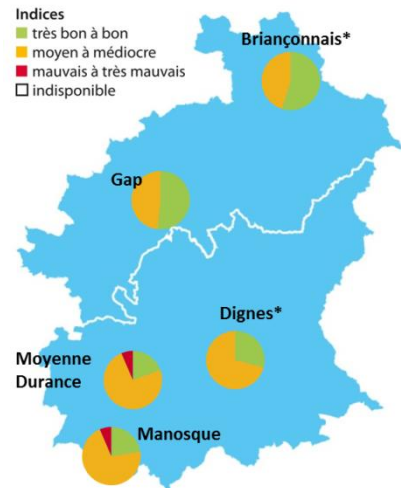 Indices
très bon à bon
moyen à médiocre
mauvais à très mauvais
indisponible
Briançonnais*
Gap
Dignes*
Moyenne
Durance
Manosque